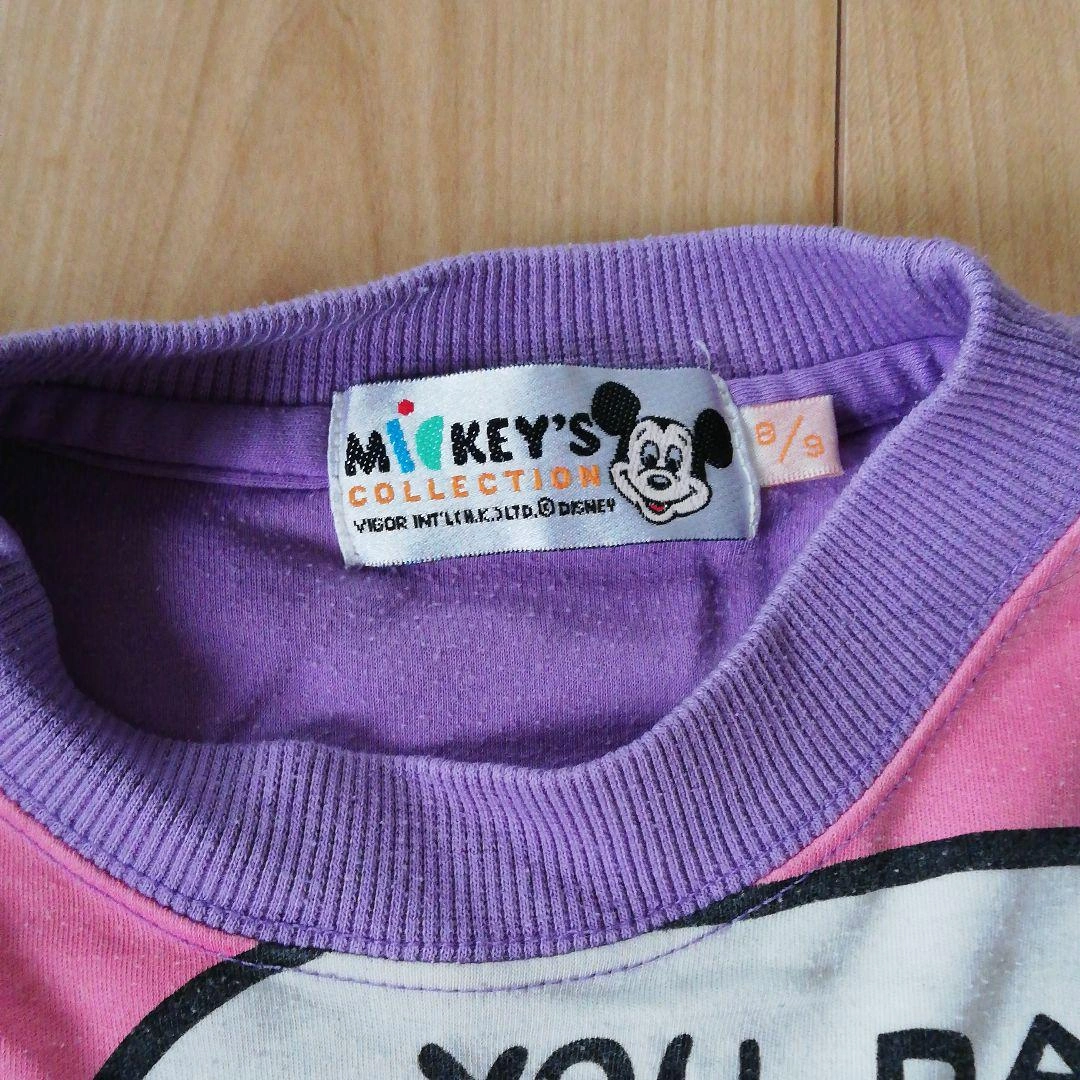 MiCKEY'S
COLLECTION
VIGOR INT'L(H.K.)LTD.© DISNEY
8/9
YOU